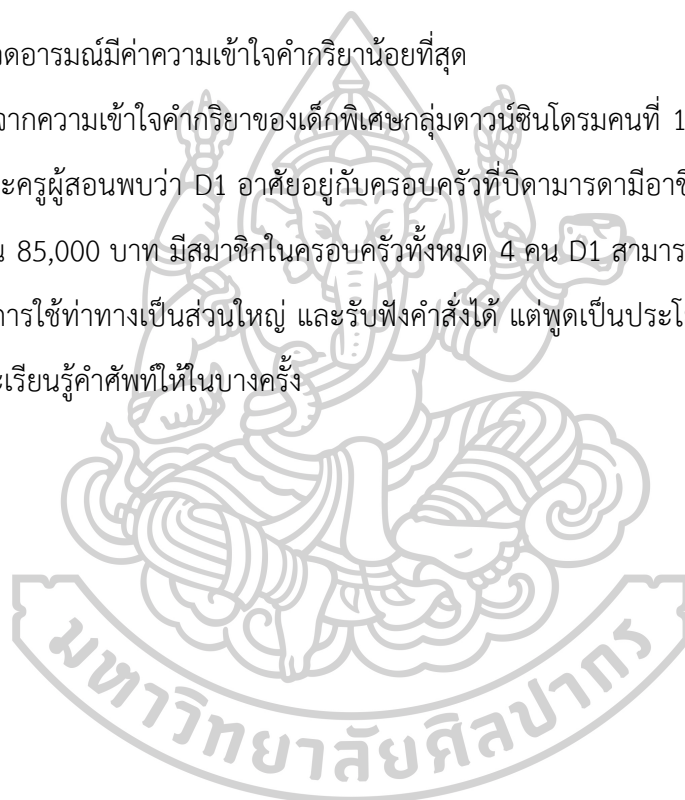 ดอารมณ์มีค่าความเข้าใจคำกริยาน้อยที่สุด
จากความเข้าใจคำกริยาของเด็กพิเศษกลุ่มดาวน์ซินโดรมคนที่ 1
ะครูผู้สอนพบว่า D1 อาศัยอยู่กับครอบครัวที่บิดามารดามีอาชี
น 85,000 บาท มีสมาชิกในครอบครัวทั้งหมด 4 คน D1 สามาร
การใช้ท่าทางเป็นส่วนใหญ่ และรับฟังคำสั่งได้ แต่พูดเป็นประโ
ะเรียนรู้คำศัพท์ให้ในบางครั้ง
มหาวิทยาลัยศิลปากร